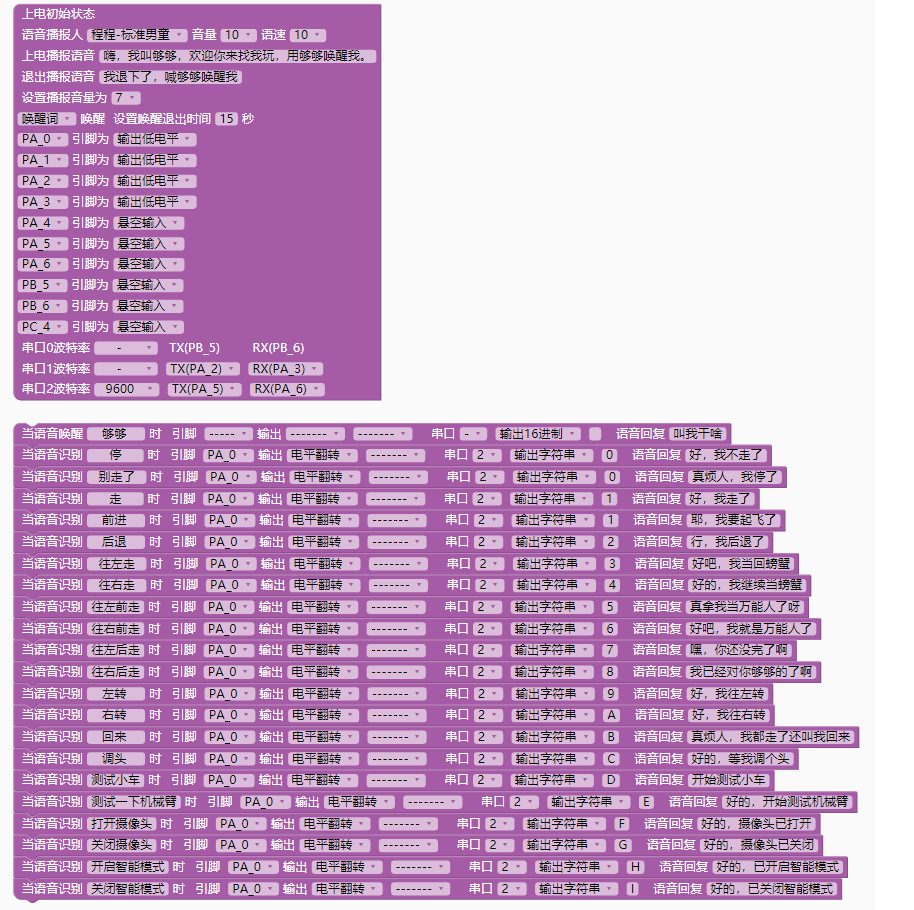 上电初始状态
语音播报人 程程-标准男童 音量 10 语速 10
上电播报语音 嗨，我叫够够，欢迎你来找我玩，用够够唤醒我。
退出播报语音 我退下了，喊够够唤醒我
设置播报音量为 7
唤醒词 唤醒 设置唤醒退出时间 15 秒
PA_0 引脚为 输出低电平
PA_1 引脚为 输出低电平
PA_2 引脚为 输出低电平
PA_3 引脚为 输出低电平
PA_4 引脚为 悬空输入
PA_5 引脚为 悬空输入
PA_6 引脚为 悬空输入
PB_5 引脚为 悬空输入
PB_6 引脚为 悬空输入
PC_4 引脚为 悬空输入
串口0波特率 - TX(PB_5) RX(PB_6)
串口1波特率 - TX(PA_2) RX(PA_3)
串口2波特率 9600 TX(PA_5) RX(PA_6)
当语音唤醒 够够 时 引脚 ----- 输出 ------- ------- 串口 - 输出16进制 语音回复 叫我干啥
当语音识别 停 时 引脚 PA_0 输出 电平翻转 ------- 串口 2 输出字符串 0 语音回复 好，我不走了
当语音识别 别走了 时 引脚 PA_0 输出 电平翻转 ------- 串口 2 输出字符串 0 语音回复 真烦人，我停了
当语音识别 走 时 引脚 PA_0 输出 电平翻转 ------- 串口 2 输出字符串 1 语音回复 好，我走了
当语音识别 前进 时 引脚 PA_0 输出 电平翻转 ------- 串口 2 输出字符串 1 语音回复 耶，我要起飞了
当语音识别 后退 时 引脚 PA_0 输出 电平翻转 ------- 串口 2 输出字符串 2 语音回复 行，我后退了
当语音识别 往左走 时 引脚 PA_0 输出 电平翻转 ------- 串口 2 输出字符串 3 语音回复 好吧，我当回螃蟹
当语音识别 往右走 时 引脚 PA_0 输出 电平翻转 ------- 串口 2 输出字符串 4 语音回复 好的，我继续当螃蟹
当语音识别 往左前走 时 引脚 PA_0 输出 电平翻转 ------- 串口 2 输出字符串 5 语音回复 真拿我当万能人了呀
当语音识别 往右前走 时 引脚 PA_0 输出 电平翻转 ------- 串口 2 输出字符串 6 语音回复 好吧，我就是万能人了
当语音识别 往左后走 时 引脚 PA_0 输出 电平翻转 ------- 串口 2 输出字符串 7 语音回复 嘿，你还没完了啊
当语音识别 往右后走 时 引脚 PA_0 输出 电平翻转 ------- 串口 2 输出字符串 8 语音回复 我已经对你够够的了啊
当语音识别 左转 时 引脚 PA_0 输出 电平翻转 ------- 串口 2 输出字符串 9 语音回复 好，我往左转
当语音识别 右转 时 引脚 PA_0 输出 电平翻转 ------- 串口 2 输出字符串 A 语音回复 好，我往右转
当语音识别 回来 时 引脚 PA_0 输出 电平翻转 ------- 串口 2 输出字符串 B 语音回复 真烦人，我都走了还叫我回来
当语音识别 调头 时 引脚 PA_0 输出 电平翻转 ------- 串口 2 输出字符串 C 语音回复 好的，等我调个头
当语音识别 测试小车 时 引脚 PA_0 输出 电平翻转 ------- 串口 2 输出字符串 D 语音回复 开始测试小车
当语音识别 测试一下机械臂 时 引脚 PA_0 输出 电平翻转 ------- 串口 2 输出字符串 E 语音回复 好的，开始测试机械臂
当语音识别 打开摄像头 时 引脚 PA_0 输出 电平翻转 ------- 串口 2 输出字符串 F 语音回复 好的，摄像头已打开
当语音识别 关闭摄像头 时 引脚 PA_0 输出 电平翻转 ------- 串口 2 输出字符串 G 语音回复 好的，摄像头已关闭
当语音识别 开启智能模式 时 引脚 PA_0 输出 电平翻转 ------- 串口 2 输出字符串 H 语音回复 好的，已开启智能模式
当语音识别 关闭智能模式 时 引脚 PA_0 输出 电平翻转 ------- 串口 2 输出字符串 I 语音回复 好的，已关闭智能模式